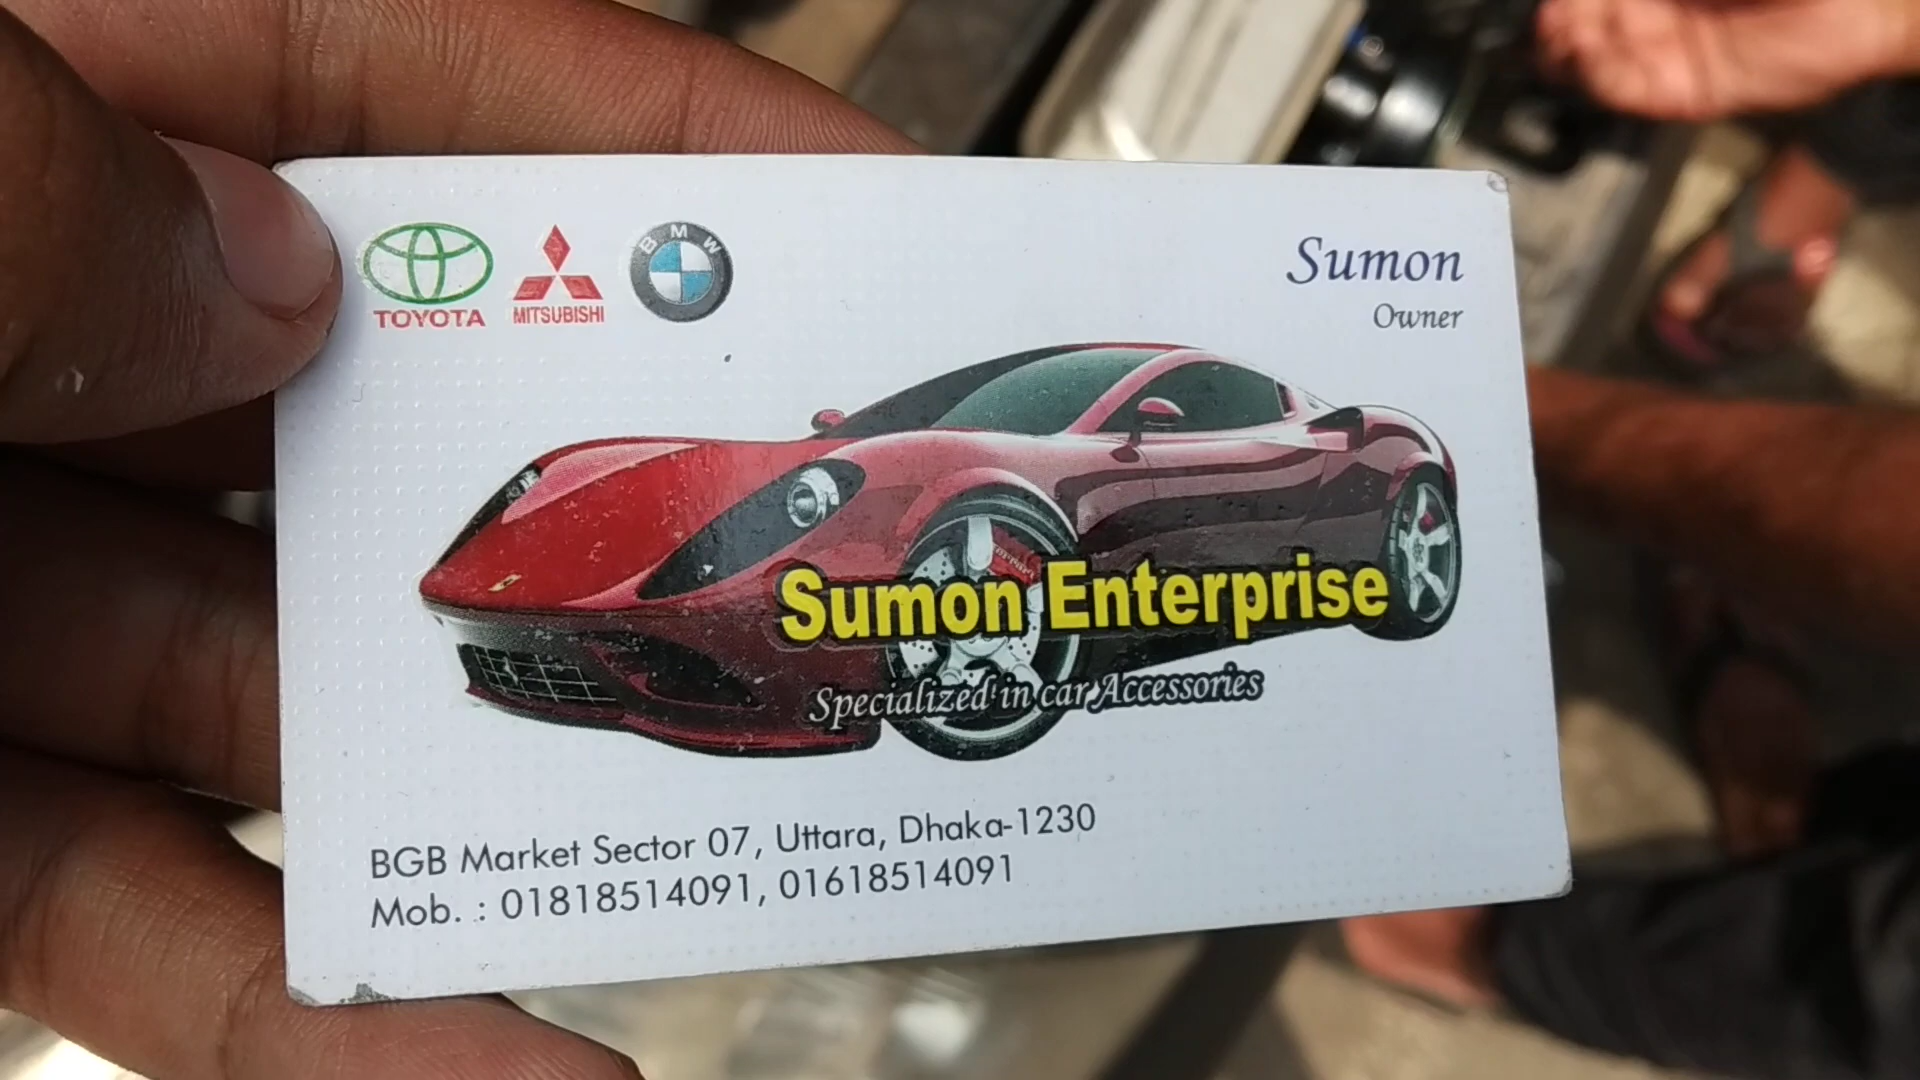 TOYOTA
MITSUBISHI
BMW
Sumon
Owner
Sumon Enterprise
Specialized in car Accessories
BGB Market Sector 07, Uttara, Dhaka-1230
Mob. : 01818514091, 01618514091